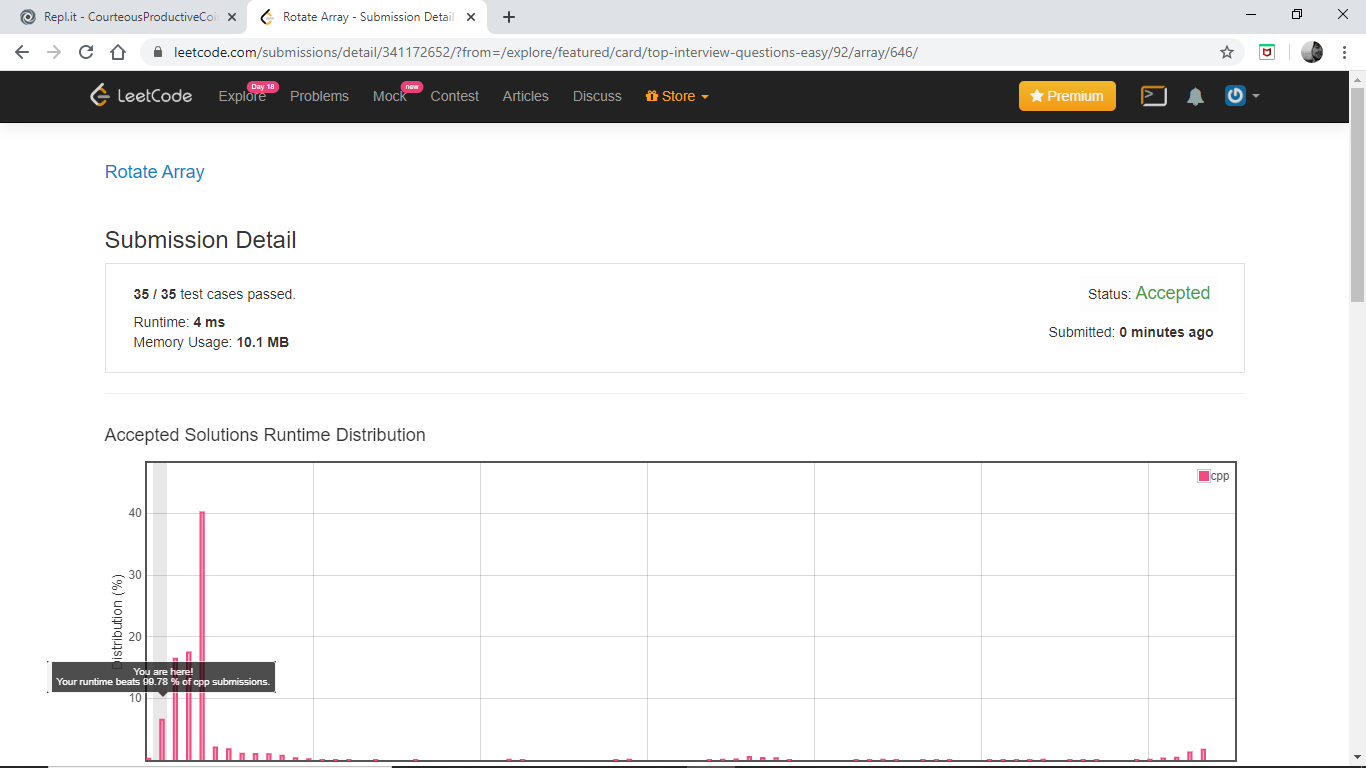 Repl.it - CourteousProductiveCoi
Rotate Array - Submission Detail
leetcode.com/submissions/detail/341172652/?from=/explore/featured/card/top-interview-questions-easy/92/array/646/
LeetCode Explore Day 18 Problems Mock new Contest Articles Discuss Store Premium
Rotate Array
Submission Detail
35 / 35 test cases passed.
Status: Accepted
Runtime: 4 ms
Submitted: 0 minutes ago
Memory Usage: 10.1 MB
Accepted Solutions Runtime Distribution
cpp
40
30
20
10
Distribution (%)
You are here!
Your runtime beats 99.78 % of cpp submissions.